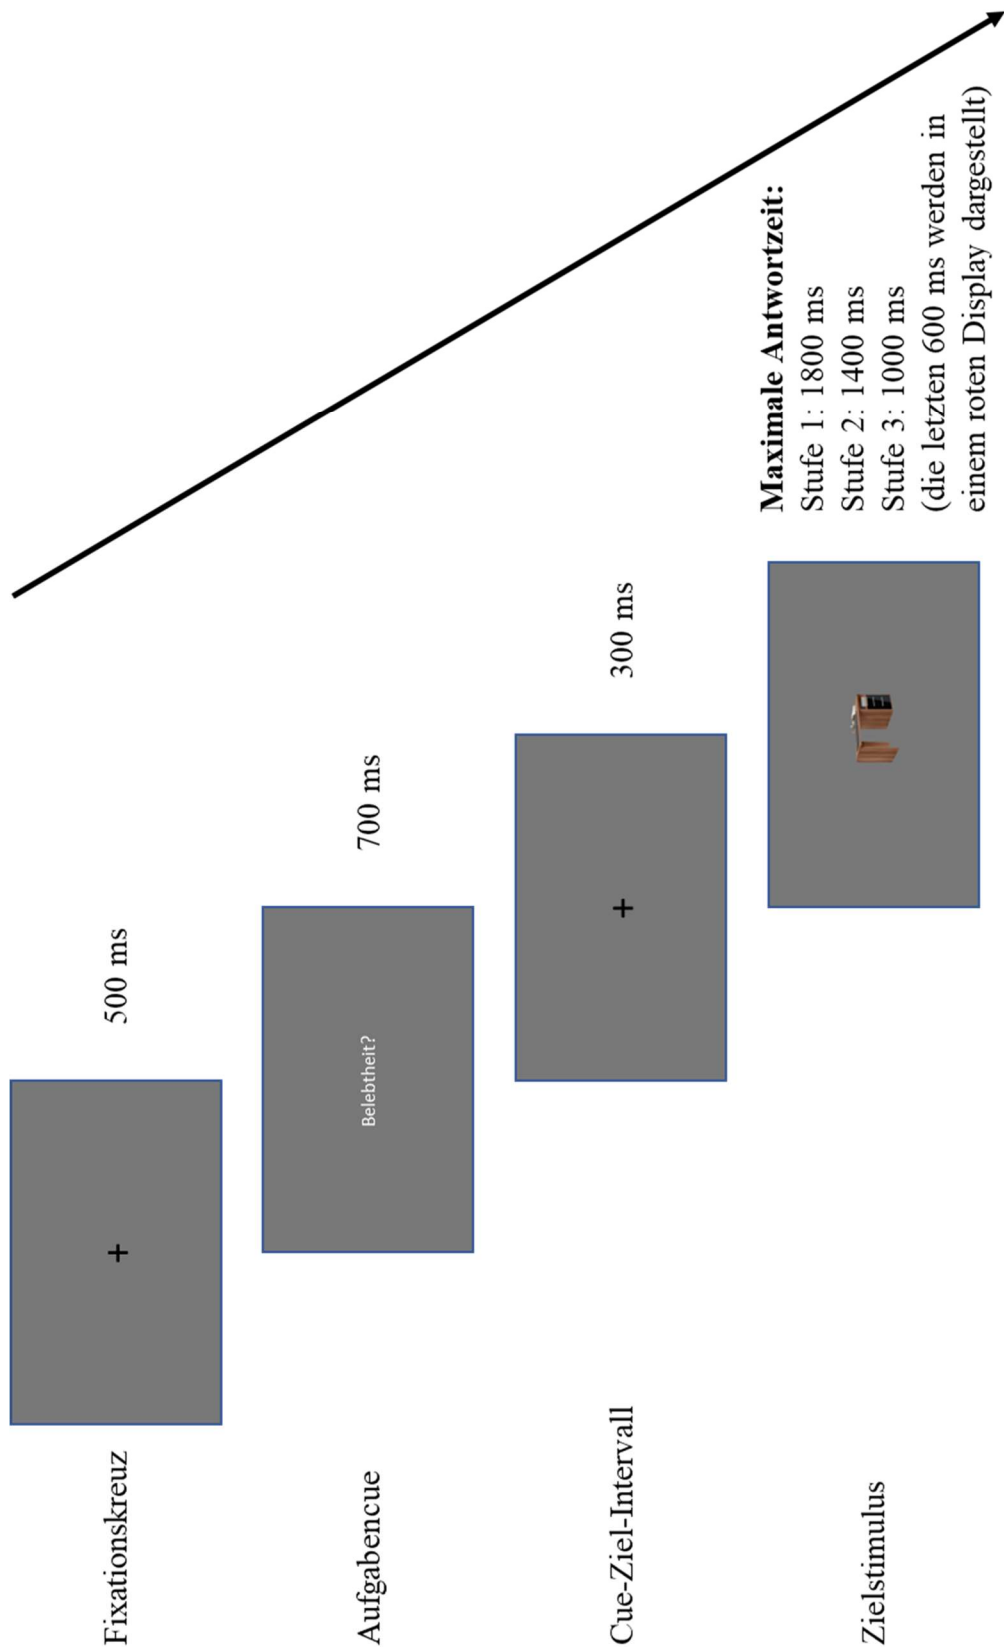 Fixationskreuz
+
500 ms
Aufgabencue
Belebtheit?
700 ms
Cue-Ziel-Intervall
+
300 ms
Zielstimulus
Maximale Antwortzeit:
Stufe 1: 1800 ms
Stufe 2: 1400 ms
Stufe 3: 1000 ms
(die letzten 600 ms werden in
einem roten Display dargestellt)